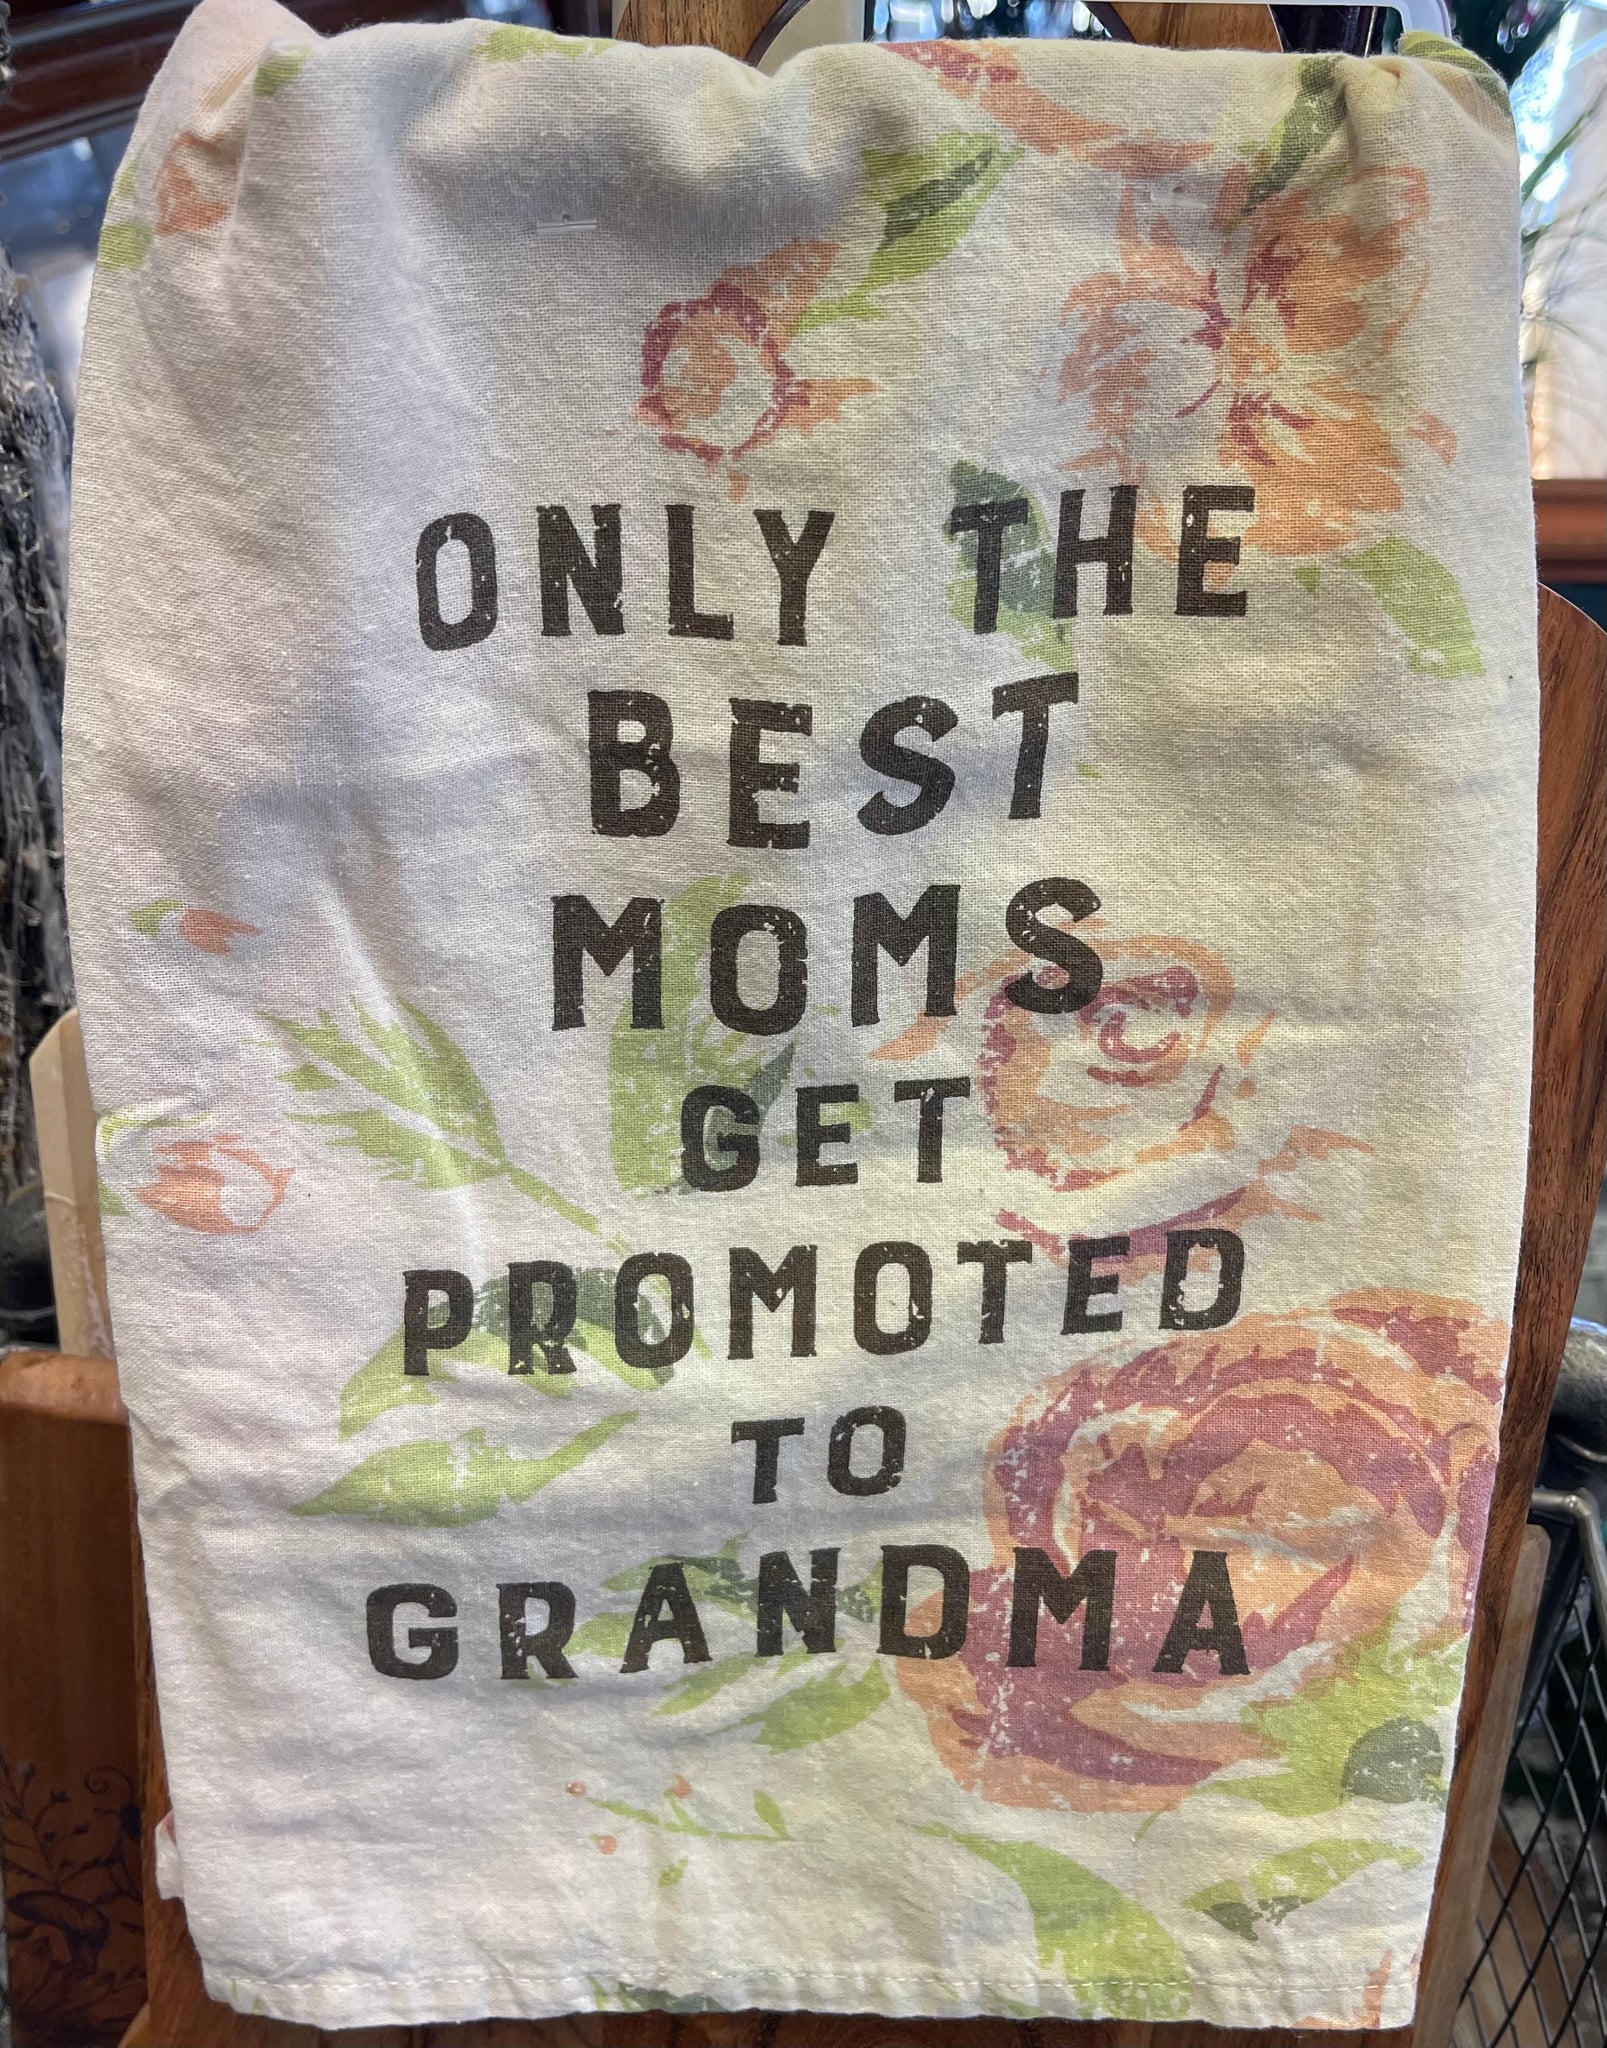 ONLY THE
BEST
MOMS
GET
PROMOTED
TO
GRANDMA